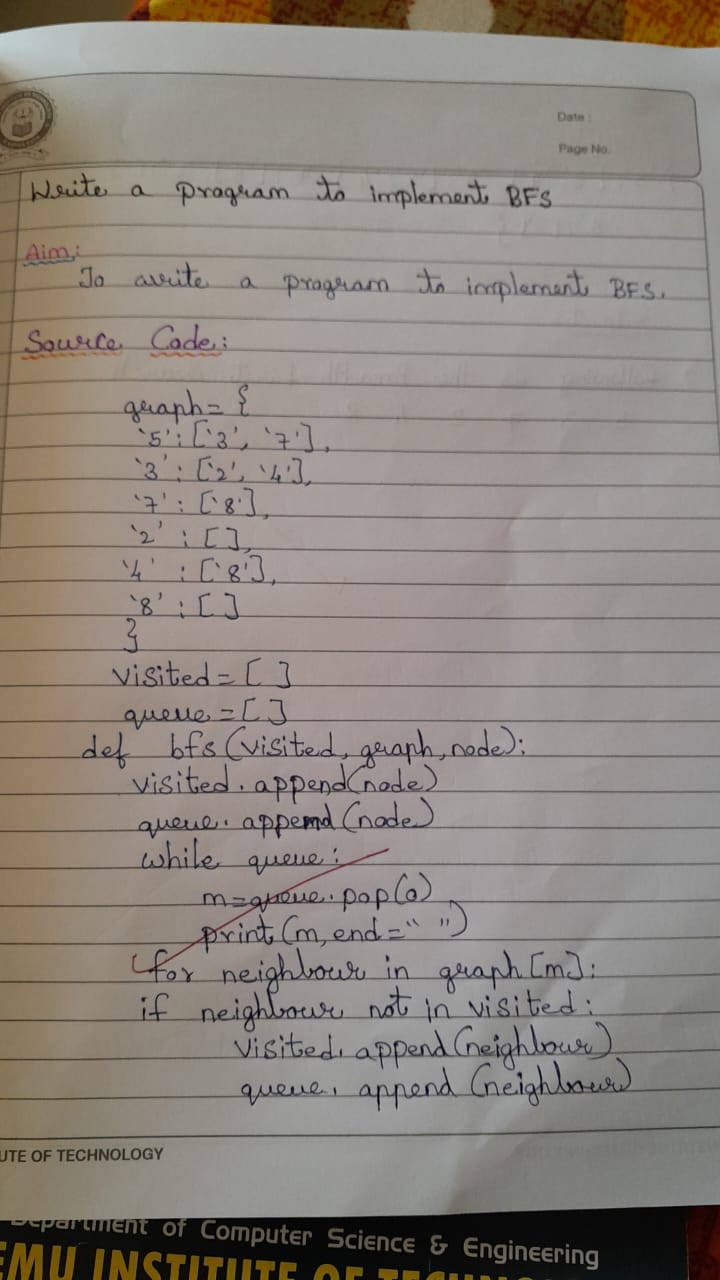 Date :
Page No.
Write a program to implement BFS
Aim:
To write a program to implement BFS.
Source Code:
graph= {
'5': ['3', '7'],
'3': ['2', '4'],
'7': ['8'],
'2' : [],
'4' : ['8'],
'8' : []
}
visited = []
queue = []
def bfs(visited, graph, node):
visited. append(node)
queue. append(node)
while queue:
m=queue.pop(0)
print(m,end=" ")
for neighbour in graph[m]:
if neighbour not in visited:
visited. append(neighbour)
queue. append (neighbour)
UTE OF TECHNOLOGY
Department of Computer Science & Engineering
EMU INSTITUTE OF